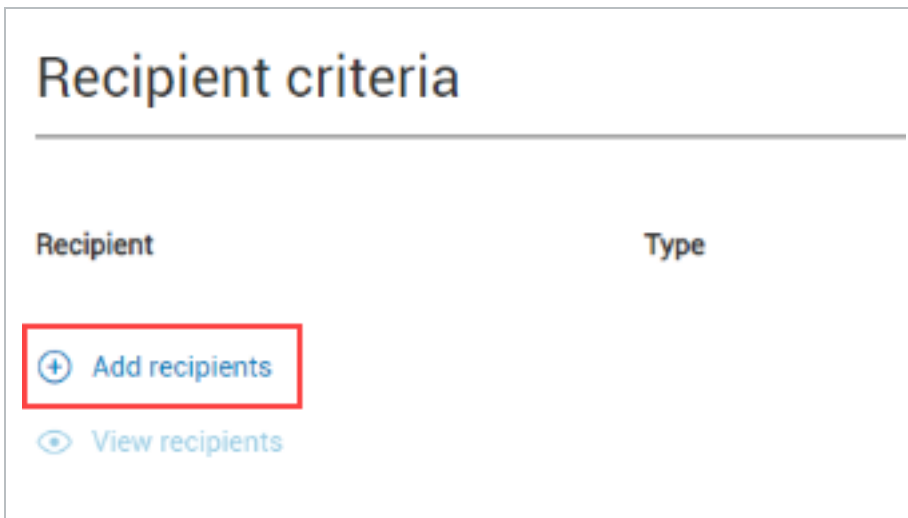 Recipient criteria
Recipient Type
Add recipients
View recipients